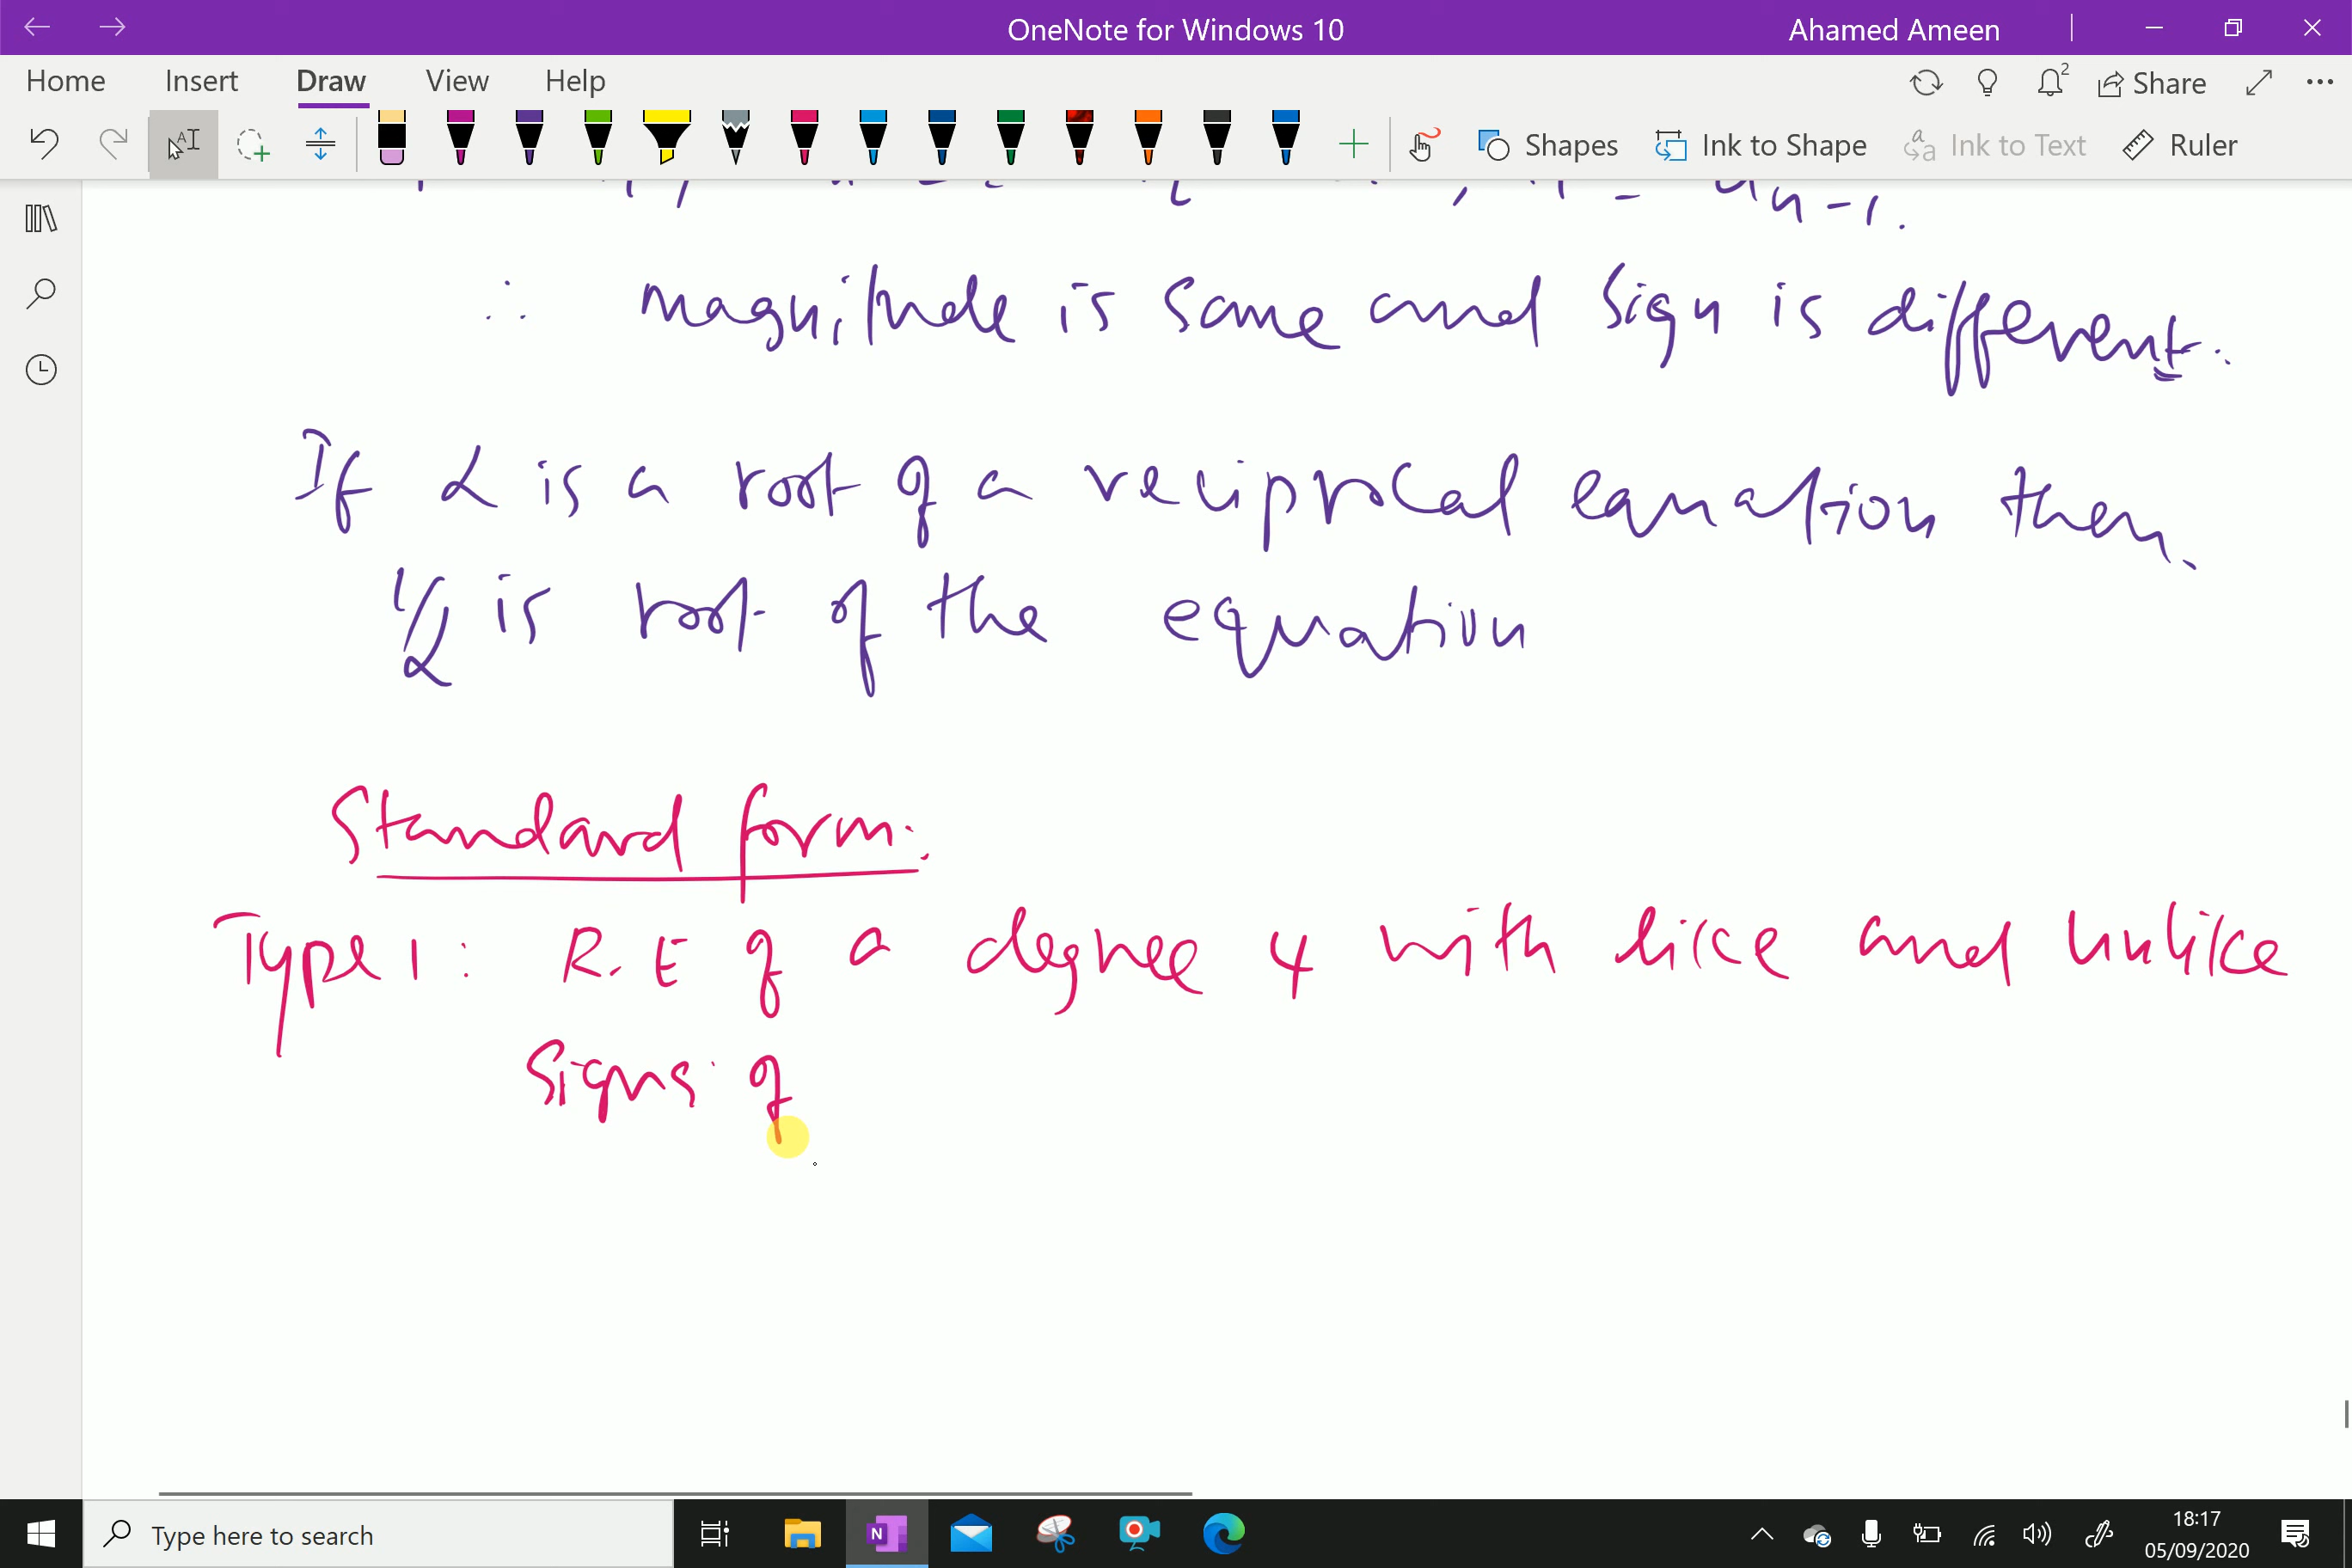 OneNote for Windows 10
Ahamed Ameen
Home Insert Draw View Help
2 Share
Shapes Ink to Shape Ink to Text Ruler
∴ magnitude is same and sign is different.
If α is a root of a reciprocal equation then.
1/α is root of the equation
Standard form:
Type 1: R.E of a degree 4 with like and unlike
signs of
Type here to search
18:17
05/09/2020